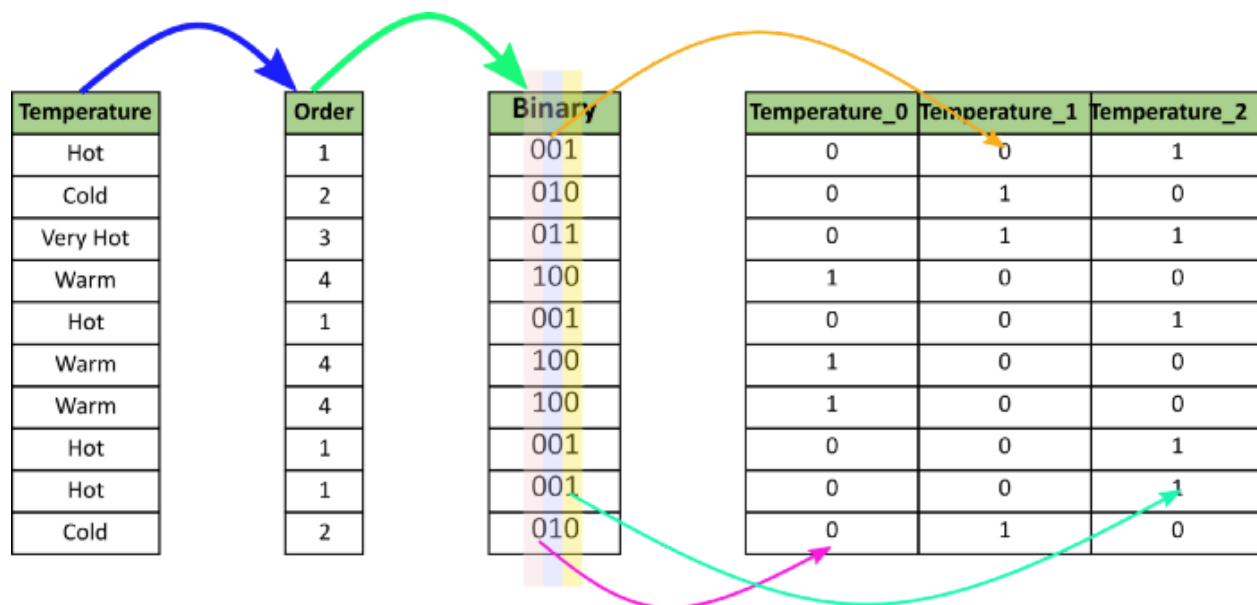 Temperature Order Binary Temperature_0 Temperature_1 Temperature_2
Hot 1 001 0 0 1
Cold 2 010 0 1 0
Very Hot 3 011 0 1 1
Warm 4 100 1 0 0
Hot 1 001 0 0 1
Warm 4 100 1 0 0
Warm 4 100 1 0 0
Hot 1 001 0 0 1
Hot 1 001 0 0 1
Cold 2 010 0 1 0